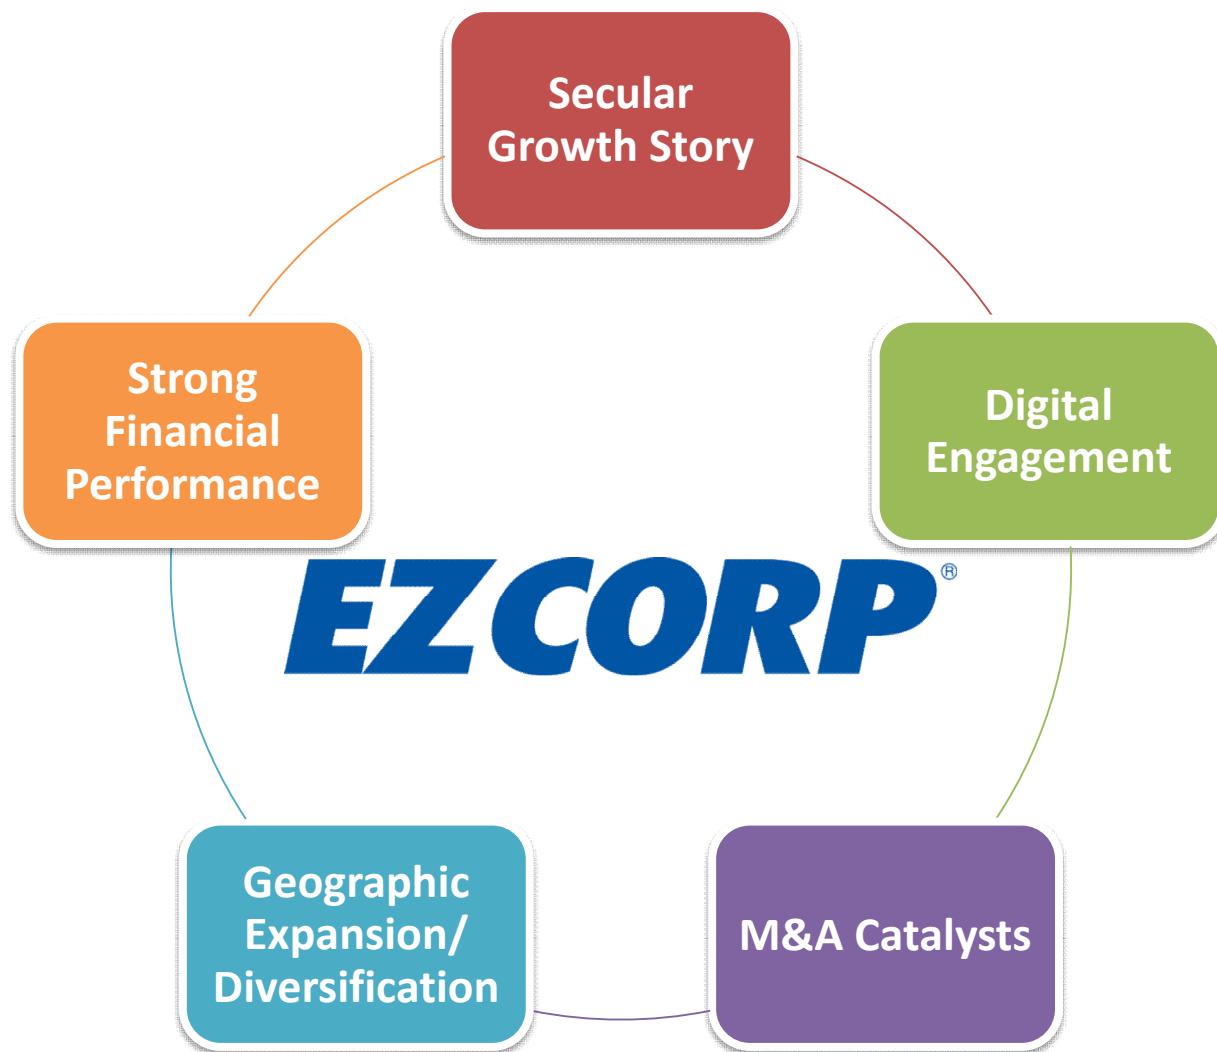 Secular
Growth Story
Strong
Financial
Performance
Digital
Engagement
EZCORP®
Geographic
Expansion/
Diversification
M&A Catalysts